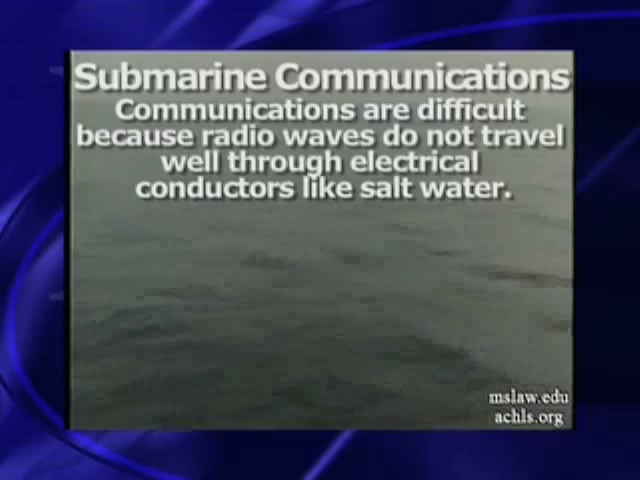 Submarine Communications
Communications are difficult
because radio waves do not travel
well through electrical
conductors like salt water.
mslaw.edu
achls.org